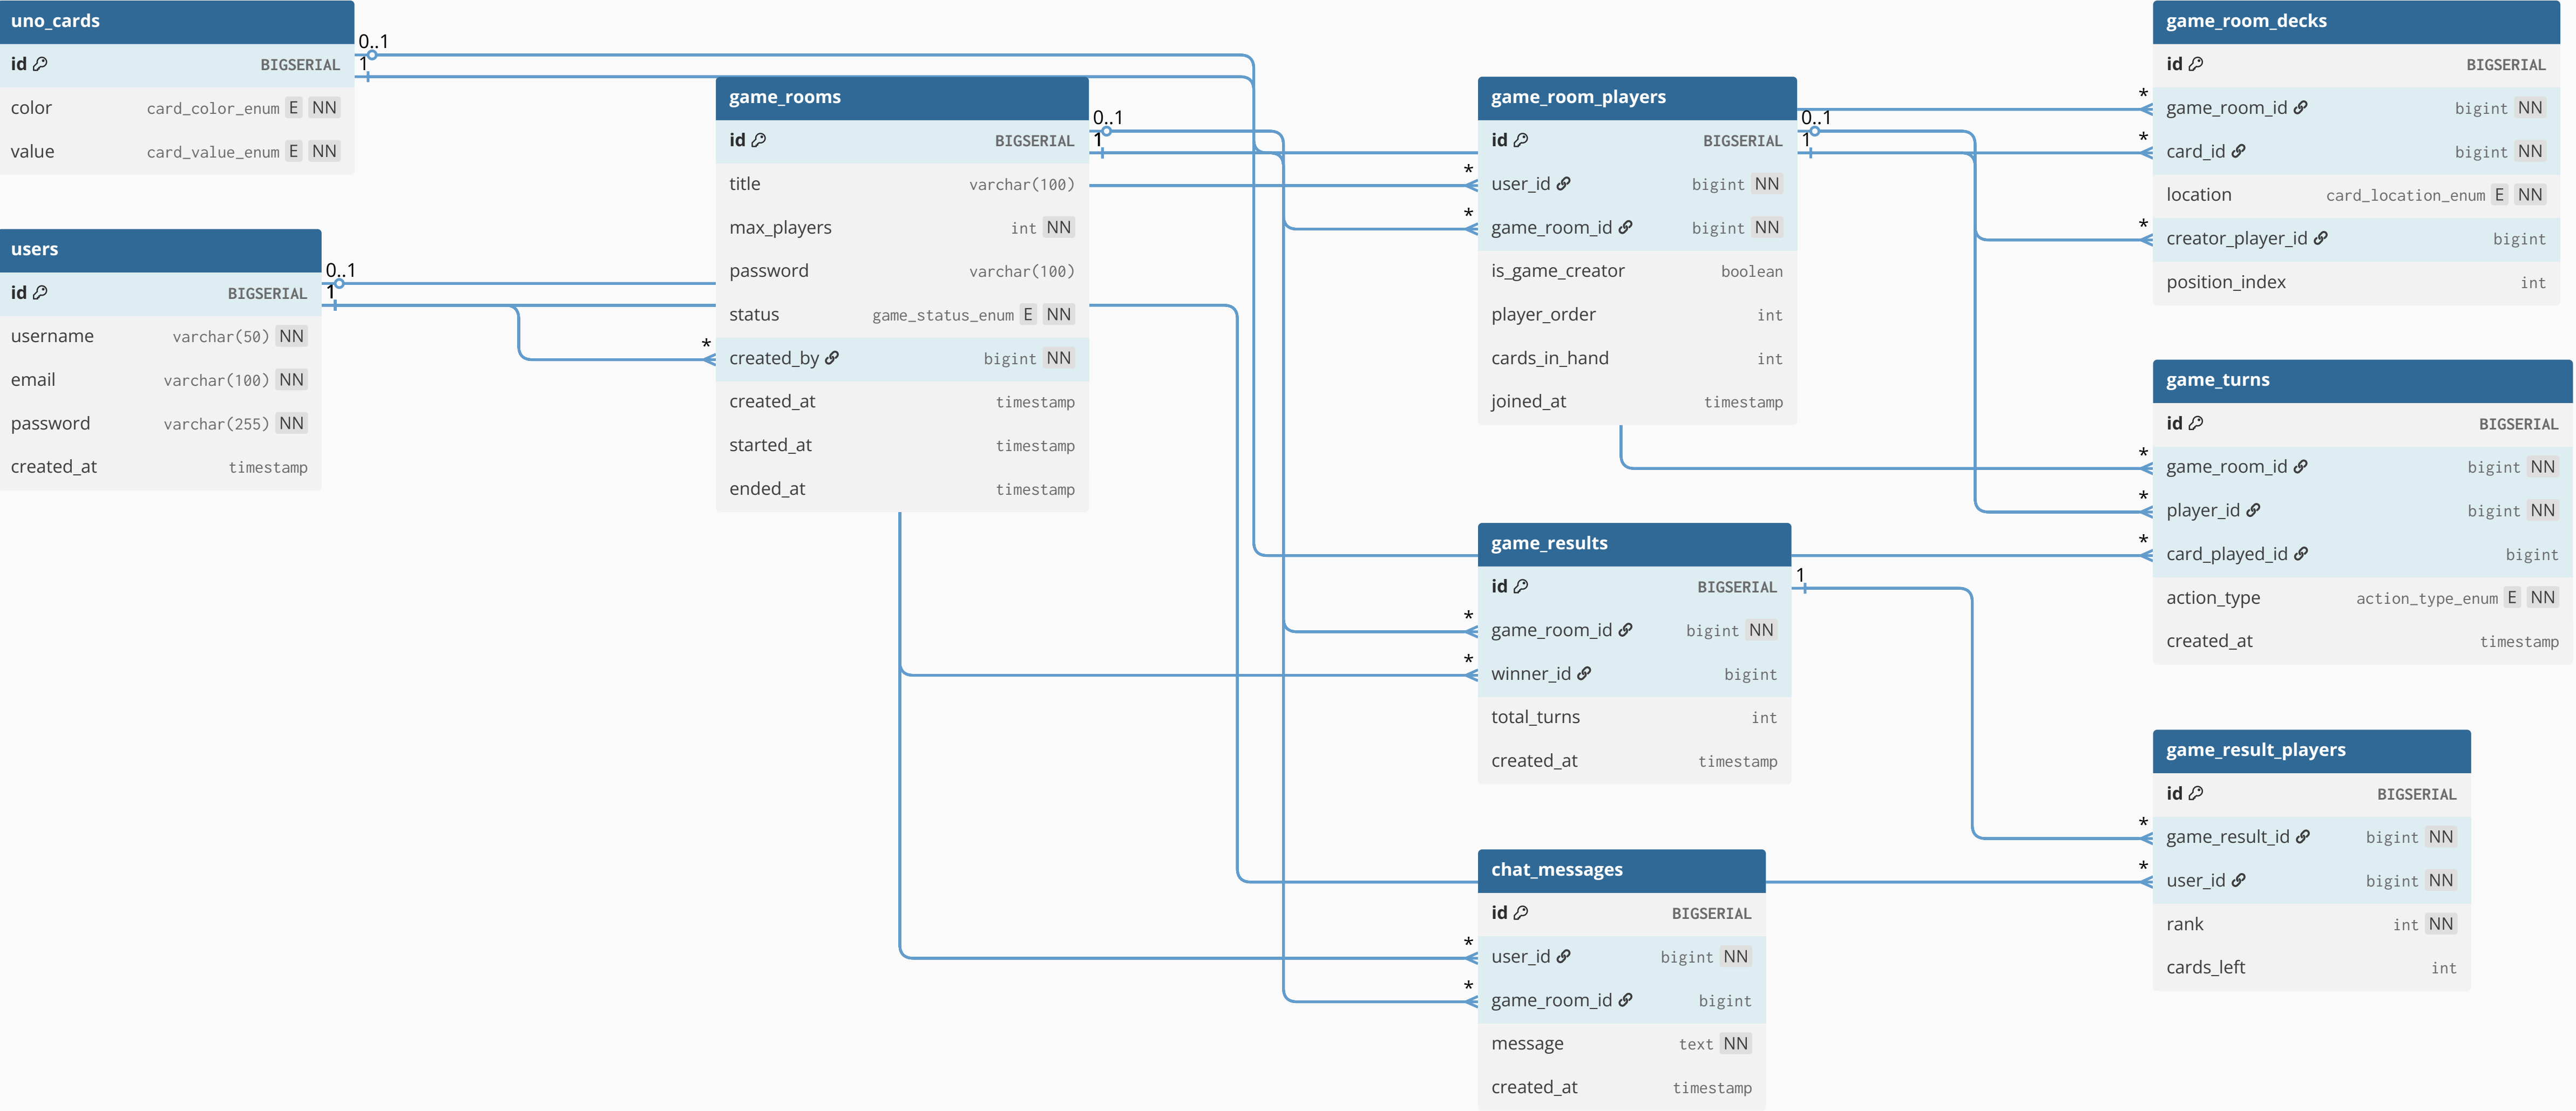 uno_cards
id BIGSERIAL
color card_color_enum E NN
value card_value_enum E NN
0..1
1
users
id BIGSERIAL
username varchar(50) NN
email varchar(100) NN
password varchar(255) NN
created_at timestamp
0..1
1
game_rooms
id BIGSERIAL
title varchar(100)
max_players int NN
password varchar(100)
status game_status_enum E NN
* created_by bigint NN
created_at timestamp
started_at timestamp
ended_at timestamp
0..1
1
game_room_players
id BIGSERIAL
* user_id bigint NN
* game_room_id bigint NN
is_game_creator boolean
player_order int
cards_in_hand int
joined_at timestamp
0..1
1
game_results
id BIGSERIAL
* game_room_id bigint NN
* winner_id bigint
total_turns int
created_at timestamp
1
chat_messages
id BIGSERIAL
* user_id bigint NN
* game_room_id bigint
message text NN
created_at timestamp
game_room_decks
id BIGSERIAL
* game_room_id bigint NN
* card_id bigint NN
location card_location_enum E NN
* creator_player_id bigint
position_index int
game_turns
id BIGSERIAL
* game_room_id bigint NN
* player_id bigint NN
* card_played_id bigint
action_type action_type_enum E NN
created_at timestamp
game_result_players
id BIGSERIAL
* game_result_id bigint NN
* user_id bigint NN
rank int NN
cards_left int